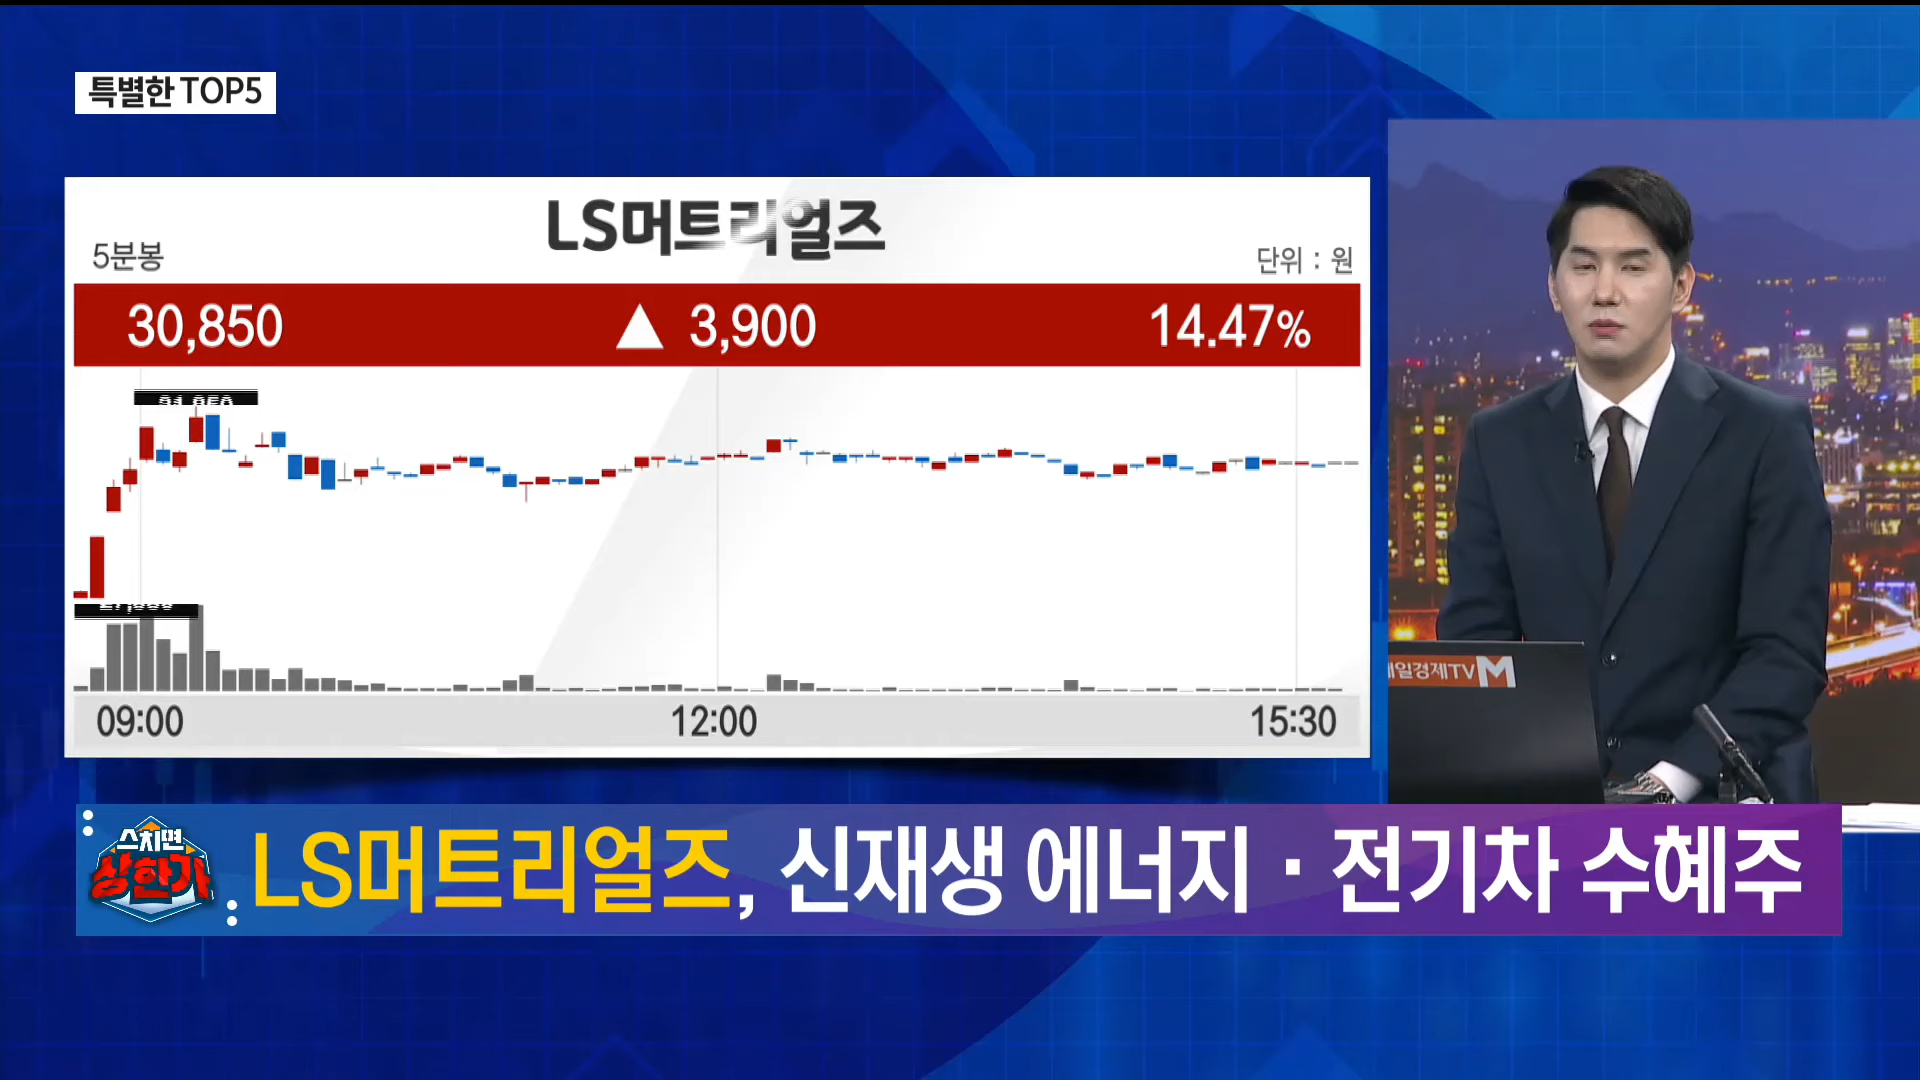 특별한 TOP5
LS머트리얼즈
5분봉
단위 : 원
30,850 ▲ 3,900 14.47%
09:00 12:00 15:30
매일경제TV M
스치면
상한가
LS머트리얼즈, 신재생 에너지 · 전기차 수혜주